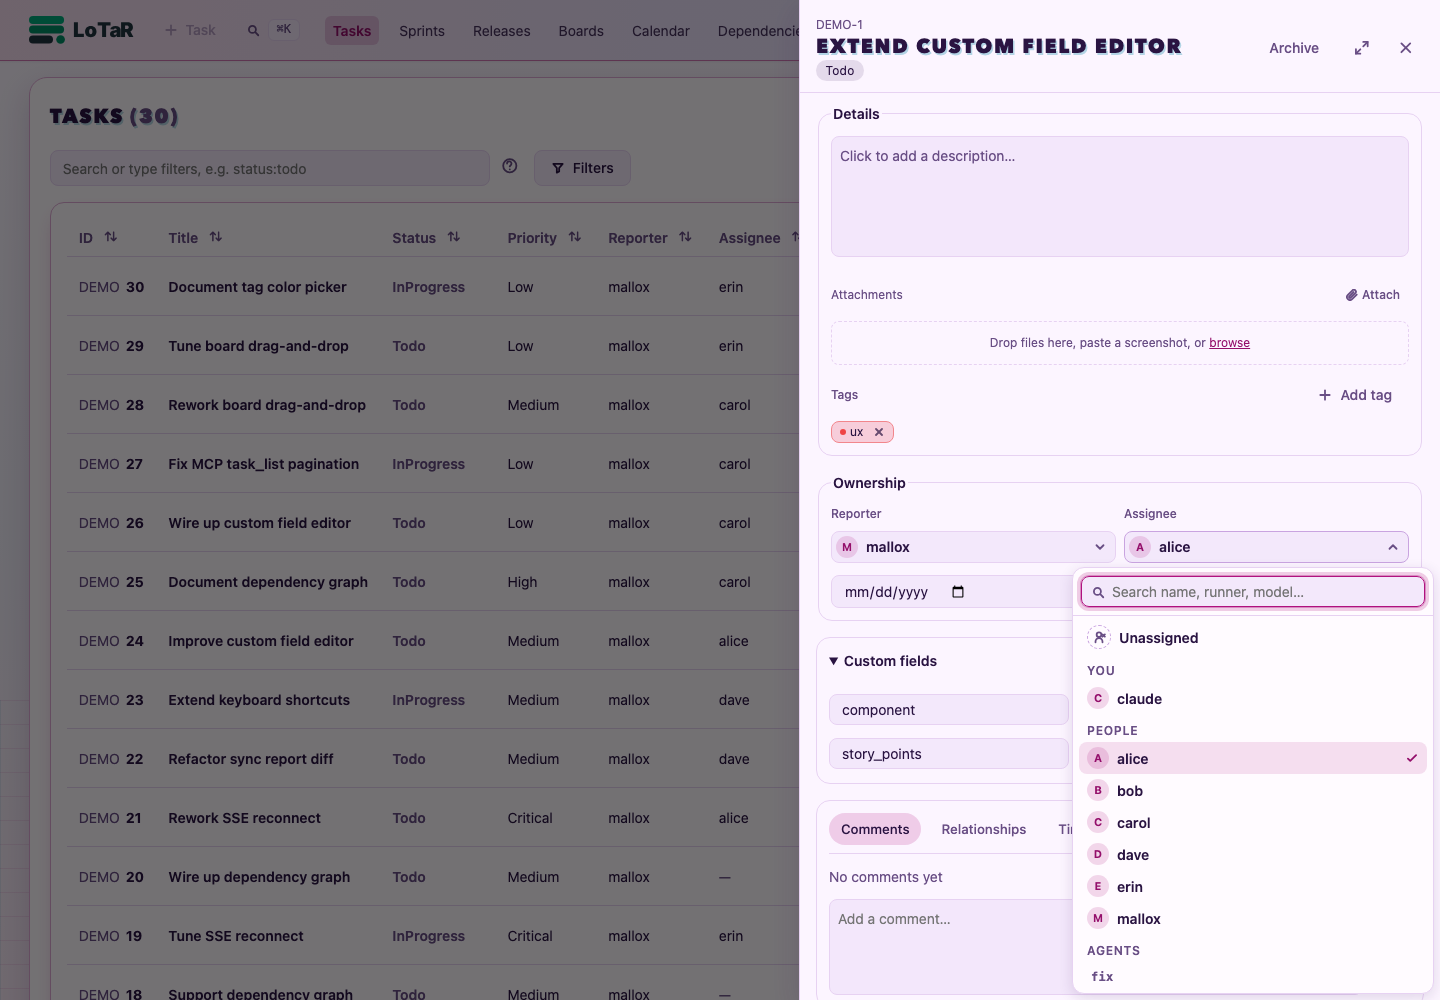 LoTaR
Task
⌘K
Tasks
Sprints
Releases
Boards
Calendar
TASKS (30)
Search or type filters, e.g. status:todo
Filters
ID Title Status Priority Reporter Assignee
DEMO 30 Document tag color picker InProgress Low mallox erin
DEMO 29 Tune board drag-and-drop Todo Low mallox erin
DEMO 28 Rework board drag-and-drop Todo Medium mallox carol
DEMO 27 Fix MCP task_list pagination InProgress Low mallox carol
DEMO 26 Wire up custom field editor Todo Low mallox carol
DEMO 25 Document dependency graph Todo High mallox carol
DEMO 24 Improve custom field editor Todo Medium mallox alice
DEMO 23 Extend keyboard shortcuts InProgress Medium mallox dave
DEMO 22 Refactor sync report diff Todo Medium mallox dave
DEMO 21 Rework SSE reconnect Todo Critical mallox alice
DEMO 20 Wire up dependency graph Todo Medium mallox —
DEMO 19 Tune SSE reconnect InProgress Critical mallox erin
DEMO 18 Support dependency graph Todo Medium mallox —
DEMO-1
EXTEND CUSTOM FIELD EDITOR
Todo
Archive
Details
Click to add a description...
Attachments
Attach
Drop files here, paste a screenshot, or browse
Tags
Add tag
ux
Ownership
Reporter
Assignee
M mallox
A alice
mm/dd/yyyy
Custom fields
component
story_points
Comments
Relationships
No comments yet
Add a comment...
Search name, runner, model...
Unassigned
YOU
C claude
PEOPLE
A alice
B bob
C carol
D dave
E erin
M mallox
AGENTS
fix